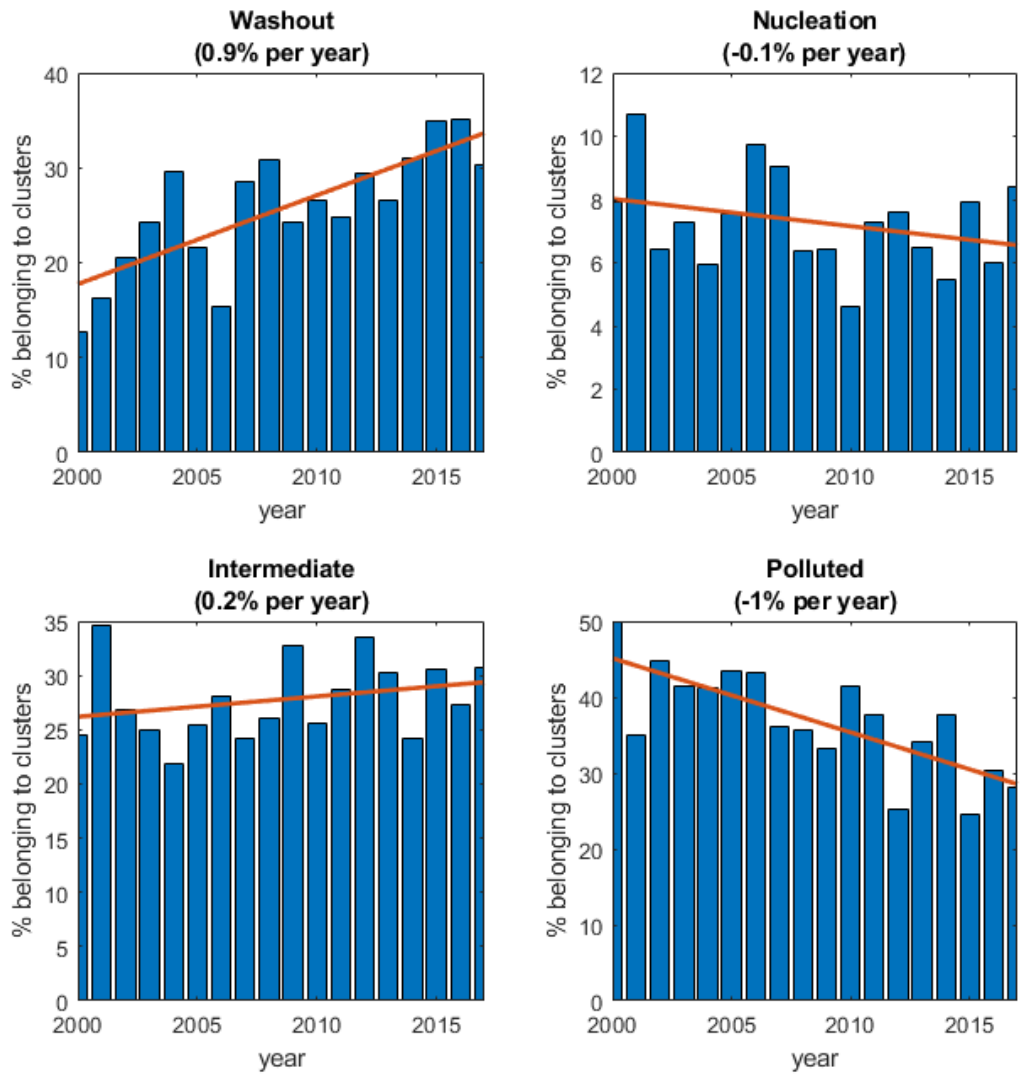 Washout
(0.9% per year)
40
30
20
10
0
% belonging to clusters
2000
2005
2010
2015
year
Nucleation
(-0.1% per year)
12
10
8
6
4
2
0
% belonging to clusters
2000
2005
2010
2015
year
Intermediate
(0.2% per year)
35
30
25
20
15
10
5
0
% belonging to clusters
2000
2005
2010
2015
year
Polluted
(-1% per year)
50
40
30
20
10
0
% belonging to clusters
2000
2005
2010
2015
year